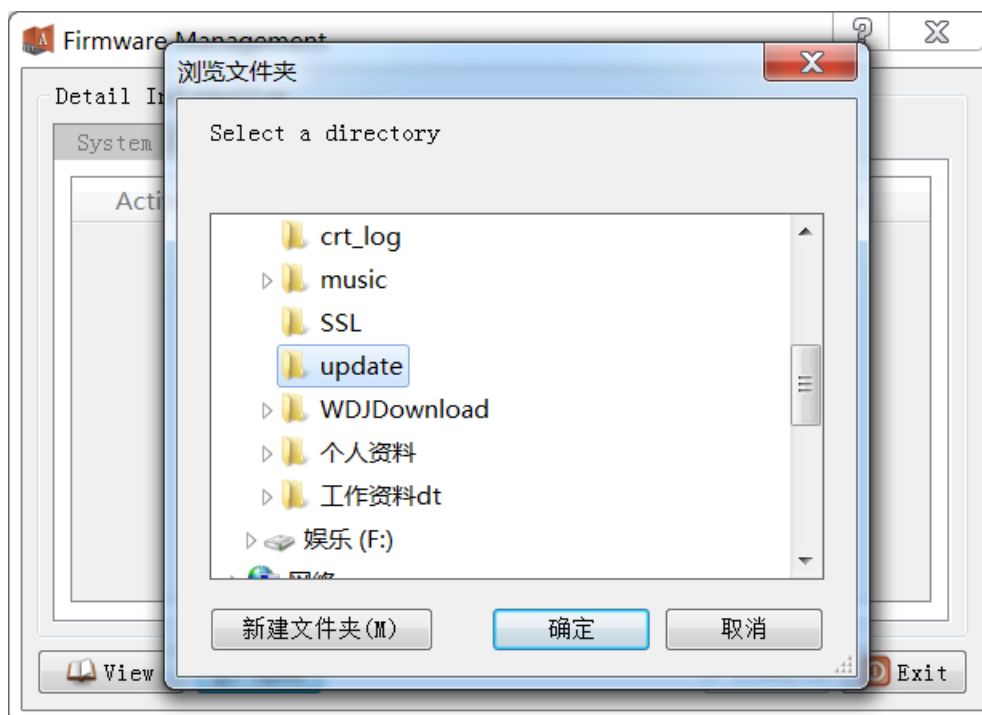 Firmware Management
浏览文件夹
Detail In
Select a directory
System
Acti
crt_log
music
SSL
update
WDJDownload
个人资料
工作资料dt
娱乐 (F:)
网络
新建文件夹(M)
确定
取消
View
Exit